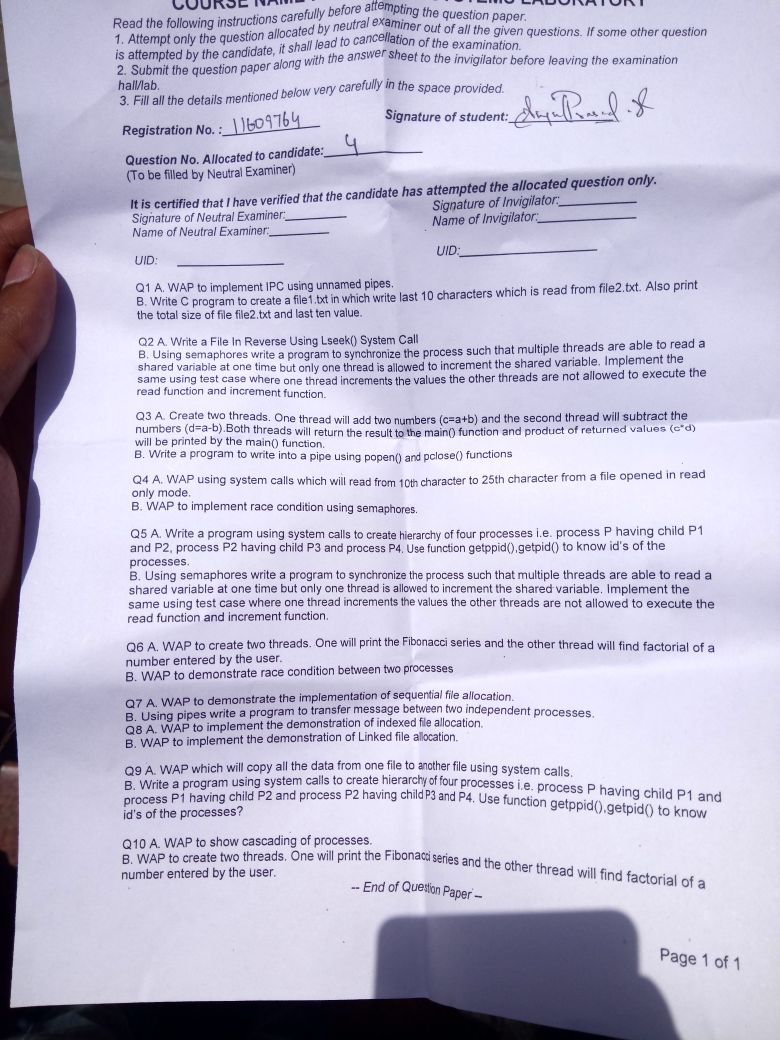 Read the following instructions carefully before attempting the question paper.
1. Attempt only the question allocated by neutral examiner out of all the given questions. If some other question
is attempted by the candidate, it shall lead to cancellation of the examination.
2. Submit the question paper along with the answer sheet to the invigilator before leaving the examination
hall/lab.
3. Fill all the details mentioned below very carefully in the space provided.
Registration No. : 11609764 Signature of student:
Question No. Allocated to candidate: 4
(To be filled by Neutral Examiner)
It is certified that I have verified that the candidate has attempted the allocated question only.
Signature of Neutral Examiner: Signature of Invigilator:
Name of Neutral Examiner: Name of Invigilator:
UID: UID:
Q1 A. WAP to implement IPC using unnamed pipes.
B. Write C program to create a file1.txt in which write last 10 characters which is read from file2.txt. Also print
the total size of file file2.txt and last ten value.
Q2 A. Write a File In Reverse Using Lseek() System Call
B. Using semaphores write a program to synchronize the process such that multiple threads are able to read a
shared variable at one time but only one thread is allowed to increment the shared variable. Implement the
same using test case where one thread increments the values the other threads are not allowed to execute the
read function and increment function.
Q3 A. Create two threads. One thread will add two numbers (c=a+b) and the second thread will subtract the
numbers (d=a-b).Both threads will return the result to the main() function and product of returned values (c*d)
will be printed by the main() function.
B. Write a program to write into a pipe using popen() and pclose() functions
Q4 A. WAP using system calls which will read from 10th character to 25th character from a file opened in read
only mode.
B. WAP to implement race condition using semaphores.
Q5 A. Write a program using system calls to create hierarchy of four processes i.e. process P having child P1
and P2, process P2 having child P3 and process P4. Use function getppid(),getpid() to know id's of the
processes.
B. Using semaphores write a program to synchronize the process such that multiple threads are able to read a
shared variable at one time but only one thread is allowed to increment the shared variable. Implement the
same using test case where one thread increments the values the other threads are not allowed to execute the
read function and increment function.
Q6 A. WAP to create two threads. One will print the Fibonacci series and the other thread will find factorial of a
number entered by the user.
B. WAP to demonstrate race condition between two processes
Q7 A. WAP to demonstrate the implementation of sequential file allocation.
B. Using pipes write a program to transfer message between two independent processes.
Q8 A. WAP to implement the demonstration of indexed file allocation.
B. WAP to implement the demonstration of Linked file allocation.
Q9 A. WAP which will copy all the data from one file to another file using system calls.
B. Write a program using system calls to create hierarchy of four processes i.e. process P having child P1 and
process P1 having child P2 and process P2 having child P3 and P4. Use function getppid(),getpid() to know
id's of the processes?
Q10 A. WAP to show cascading of processes.
B. WAP to create two threads. One will print the Fibonacci series and the other thread will find factorial of a
number entered by the user.
-- End of Question Paper --
Page 1 of 1